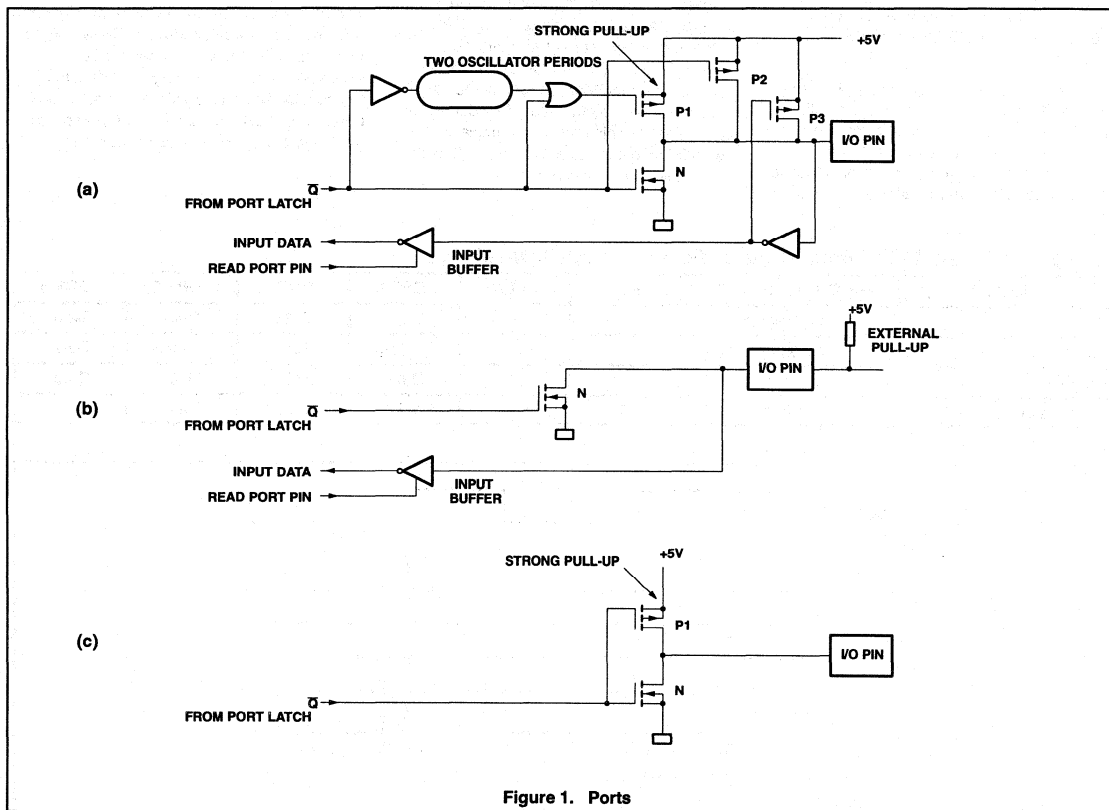 STRONG PULL-UP
+5V
TWO OSCILLATOR PERIODS
P2
P1
P3
I/O PIN
(a)
N
Q̅
FROM PORT LATCH
INPUT DATA
INPUT
BUFFER
READ PORT PIN
+5V
EXTERNAL
PULL-UP
I/O PIN
N
(b)
Q̅
FROM PORT LATCH
INPUT DATA
INPUT
BUFFER
READ PORT PIN
+5V
STRONG PULL-UP
P1
(c)
I/O PIN
N
Q̅
FROM PORT LATCH
Figure 1. Ports